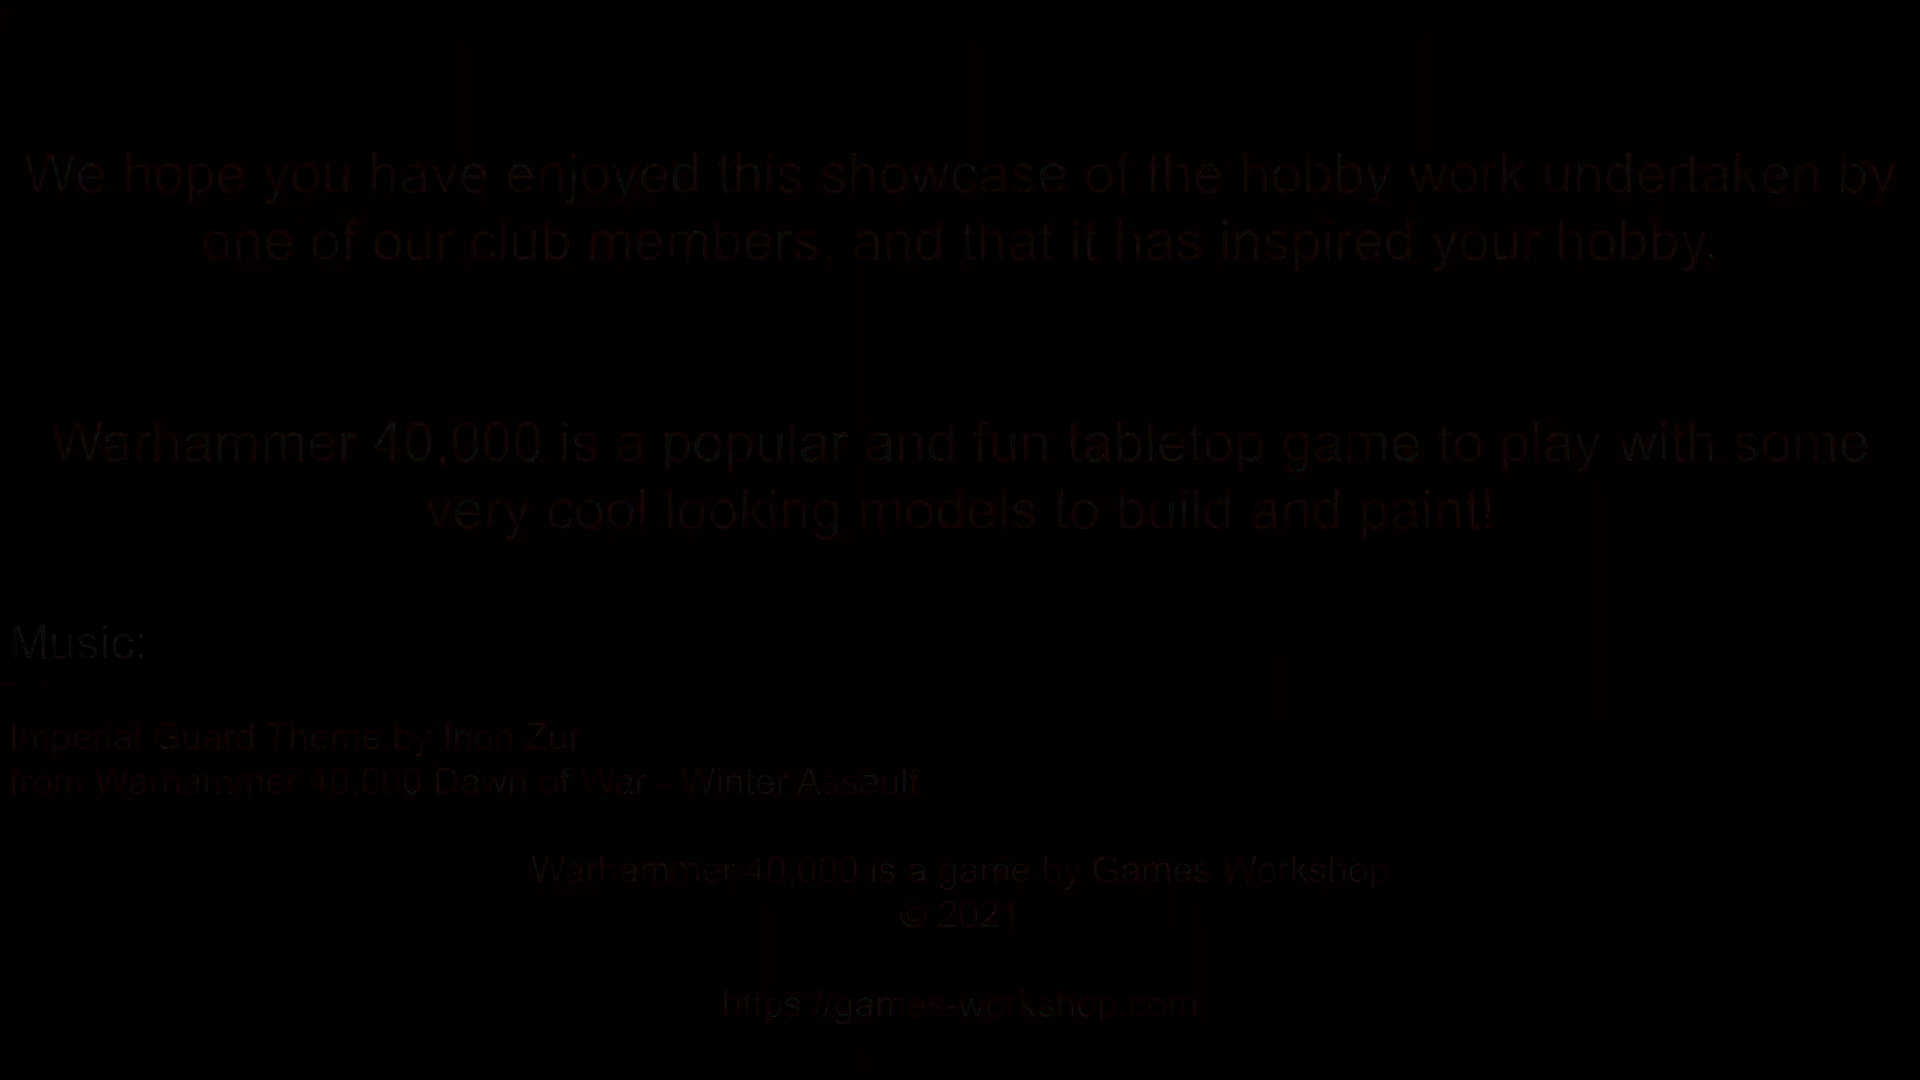 We hope you have enjoyed this showcase of the hobby work undertaken by
one of our club members, and that it has inspired your hobby.
Warhammer 40,000 is a popular and fun tabletop game to play with some
very cool looking models to build and paint!
Music:
Imperial Guard Theme by Inon Zur
from Warhammer 40,000 Dawn of War - Winter Assault
Warhammer 40,000 is a game by Games Workshop
© 2021
https://games-workshop.com